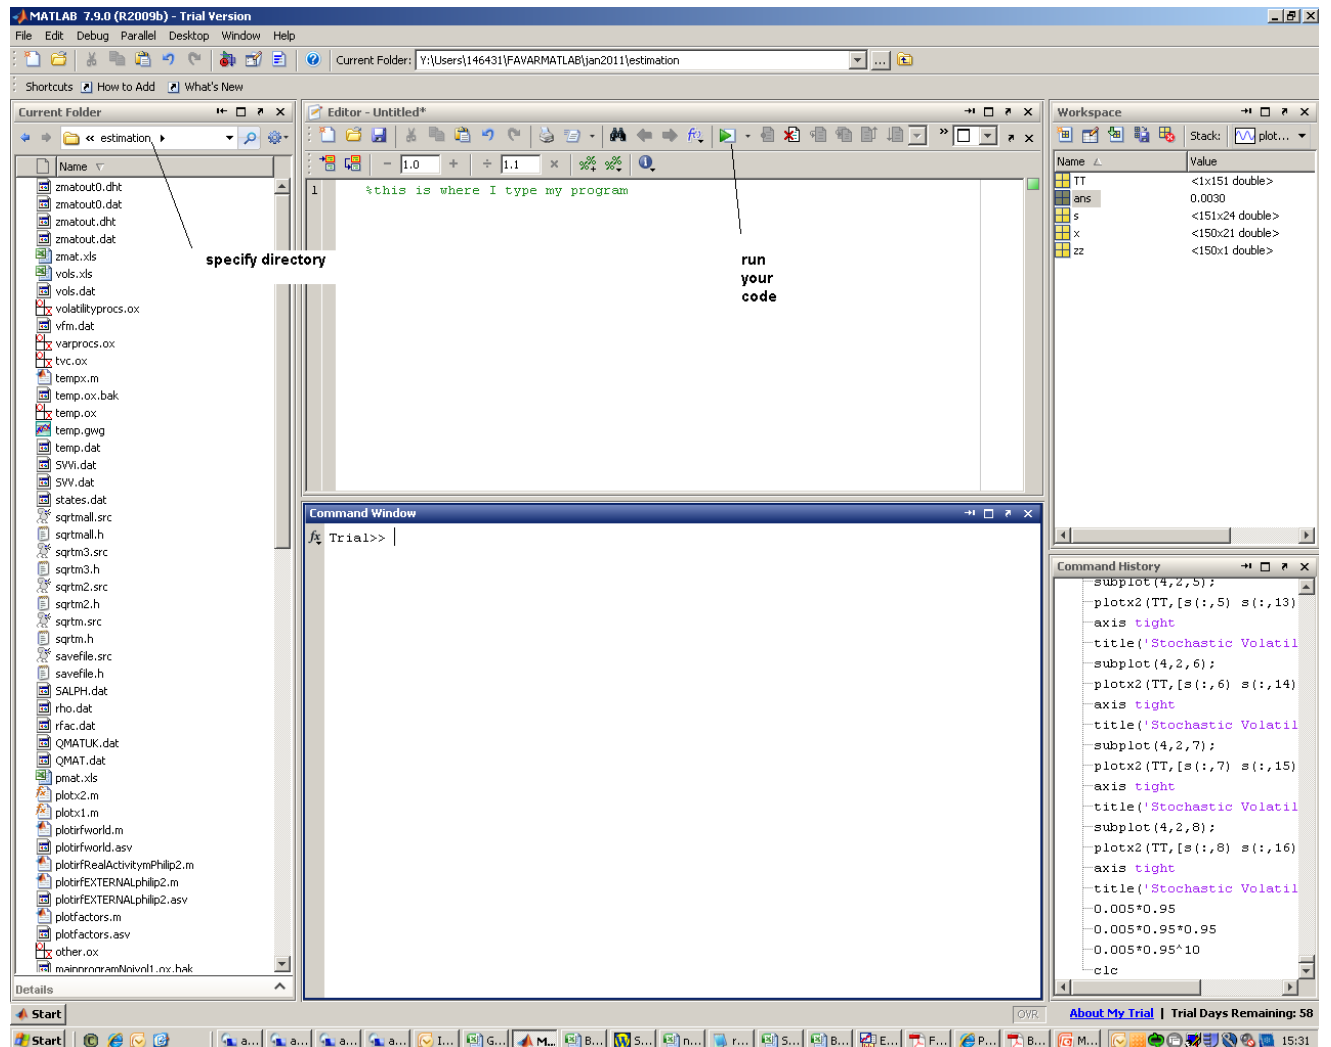 MATLAB 7.9.0 (R2009b) - Trial Version
File Edit Debug Parallel Desktop Window Help
Current Folder: Y:\Users\146431\FAVARMATLAB\jan2011\estimation
Shortcuts How to Add What's New
Current Folder
« estimation
Name
zmatout0.dht
zmatout0.dat
zmatout.dht
zmatout.dat
zmat.xls
vols.xls
vols.dat
volatilityprocs.ox
vfm.dat
varprocs.ox
tvc.ox
tempx.m
temp.ox.bak
temp.ox
temp.gwg
temp.dat
SVVi.dat
SVV.dat
states.dat
sqrtmall.src
sqrtmall.h
sqrtm3.src
sqrtm3.h
sqrtm2.src
sqrtm2.h
sqrtm.src
sqrtm.h
savefile.src
savefile.h
SALPH.dat
rho.dat
rfac.dat
QMATUK.dat
QMAT.dat
pmat.xls
plotx2.m
plotx1.m
plotirfworld.m
plotirfworld.asv
plotirfRealActivitymPhilip2.m
plotirfEXTERNALphilip2.m
plotirfEXTERNALphilip2.asv
plotfactors.m
plotfactors.asv
other.ox
mainprogramNoivol1.ox.bak
Details
specify directory
Editor - Untitled*
1.0
1.1
1 %this is where I type my program
run
your
code
Command Window
fx Trial>>
Workspace
Stack: plot...
Name Value
TT <1x151 double>
ans 0.0030
s <151x24 double>
x <150x21 double>
zz <150x1 double>
Command History
subplot(4,2,5);
plotx2(TT,[s(:,5) s(:,13)
axis tight
title('Stochastic Volatil
subplot(4,2,6);
plotx2(TT,[s(:,6) s(:,14)
axis tight
title('Stochastic Volatil
subplot(4,2,7);
plotx2(TT,[s(:,7) s(:,15)
axis tight
title('Stochastic Volatil
subplot(4,2,8);
plotx2(TT,[s(:,8) s(:,16)
axis tight
title('Stochastic Volatil
0.005*0.95
0.005*0.95*0.95
0.005*0.95^10
clc
Start
OVR
About My Trial | Trial Days Remaining: 58
Start a... a... a... a... I... G... M... B... S... n... r... S... B... E... F... P... B... M... 15:31